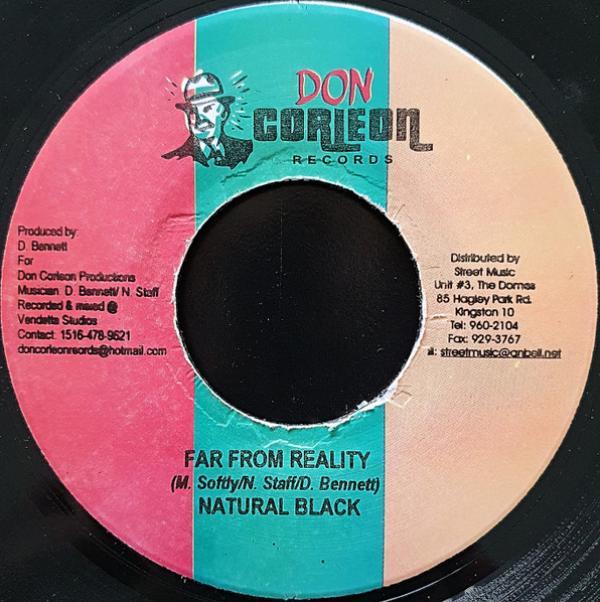 DON
CORLEON
RECORDS
Produced by:
D. Bennett
For
Don Corleon Productions
Musician D. Bennett/ N. Staff
Recorded & mixed @
Vendetta Studios
Contact: 1516-478-9621
doncorleonrecords@hotmail.com
Distributed by
Street Music
Unit #3, The Domes
85 Hagley Park Rd.
Kingston 10
Tel: 960-2104
Fax: 929-3767
il: streetmusic@anbell.net
FAR FROM REALITY
(M. Softly/N. Staff/D. Bennett)
NATURAL BLACK